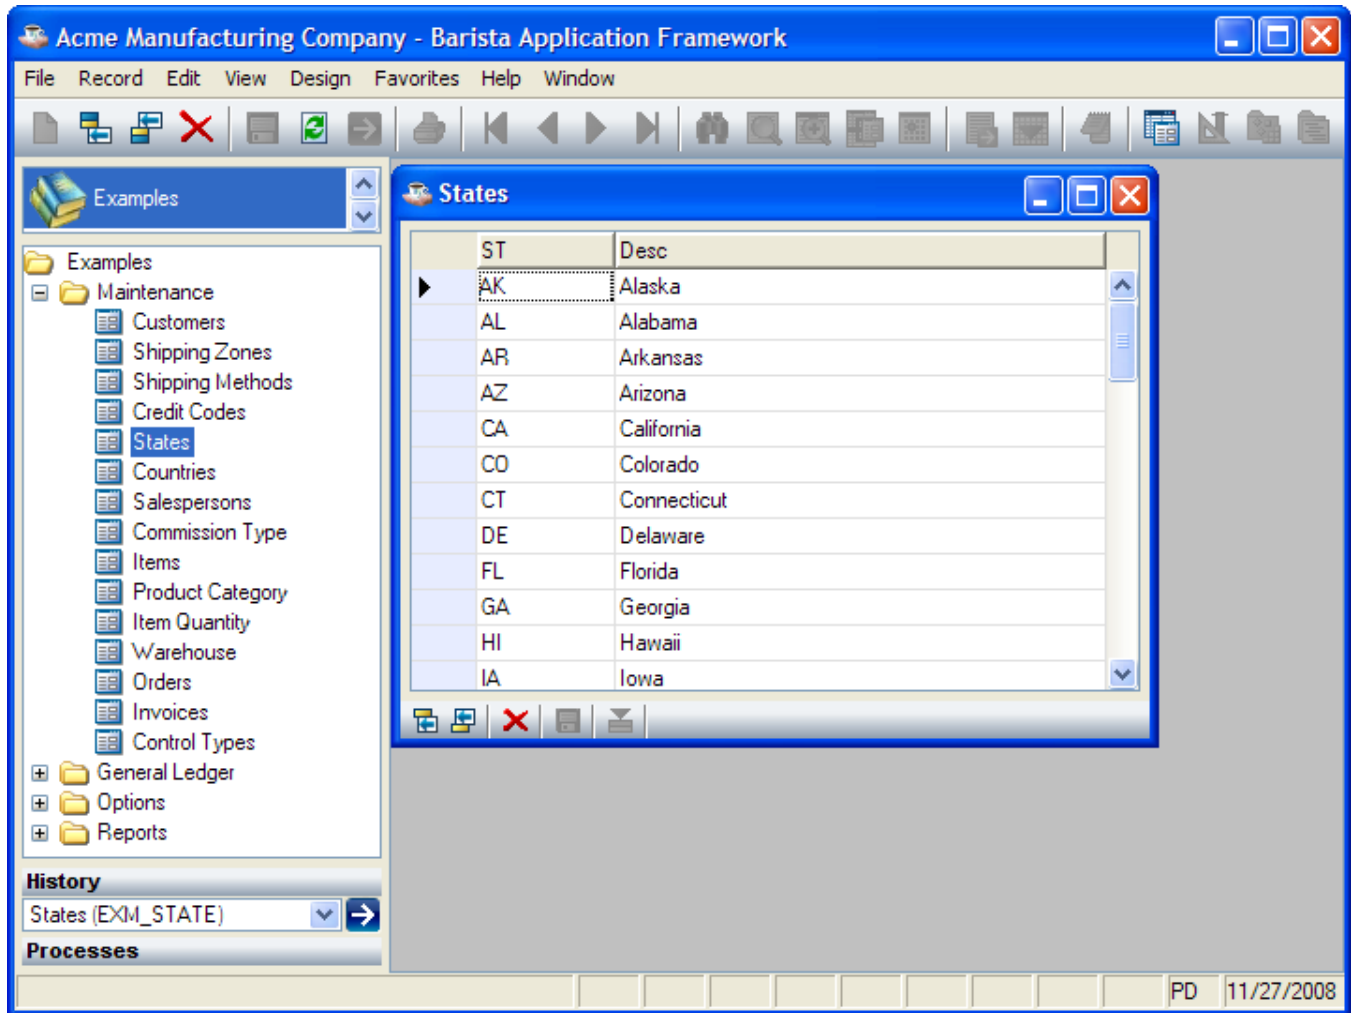 Acme Manufacturing Company - Barista Application Framework
File Record Edit View Design Favorites Help Window
Examples
Examples
Maintenance
Customers
Shipping Zones
Shipping Methods
Credit Codes
States
Countries
Salespersons
Commission Type
Items
Product Category
Item Quantity
Warehouse
Orders
Invoices
Control Types
General Ledger
Options
Reports
History
States (EXM_STATE)
Processes
States
ST Desc
AK Alaska
AL Alabama
AR Arkansas
AZ Arizona
CA California
CO Colorado
CT Connecticut
DE Delaware
FL Florida
GA Georgia
HI Hawaii
IA Iowa
PD 11/27/2008